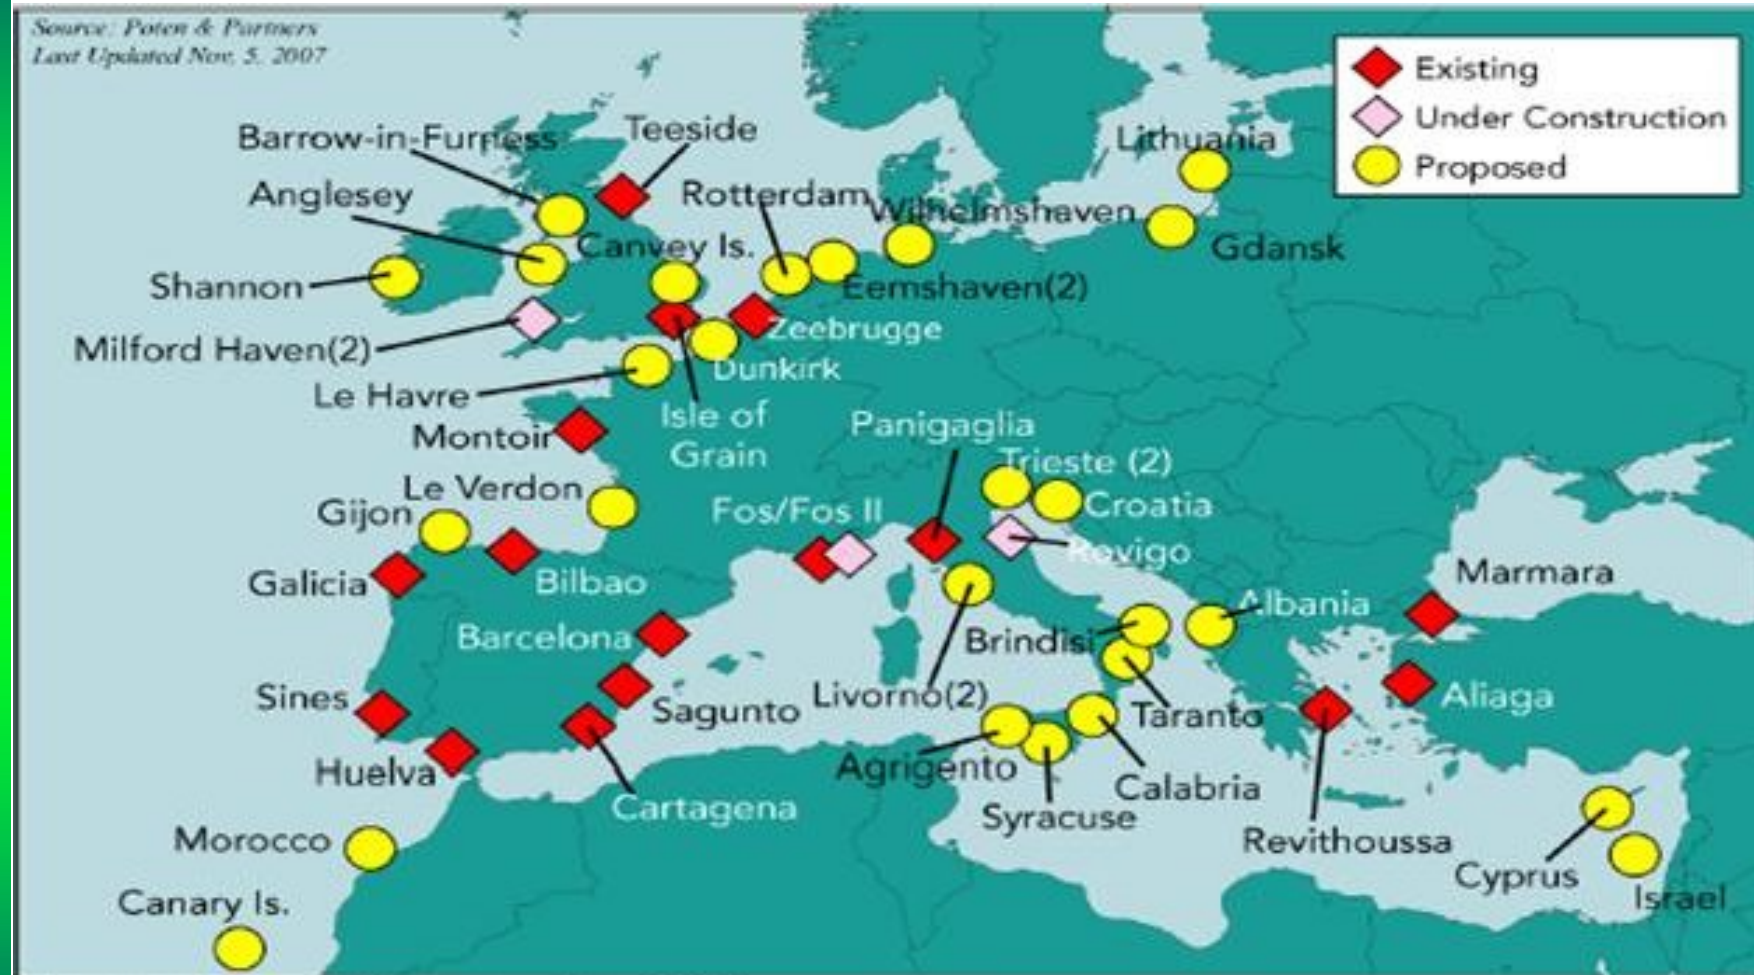 Source: Poten & Partners
Last Updated Nov. 5, 2007
Existing
Under Construction
Proposed
Barrow-in-Furness
Teeside
Lithuania
Anglesey
Rotterdam
Wilhelmshaven
Canvey Is.
Gdansk
Shannon
Eemshaven(2)
Milford Haven(2)
Zeebrugge
Dunkirk
Le Havre
Isle of
Grain
Montoir
Panigaglia
Trieste (2)
Le Verdon
Gijon
Fos/Fos II
Croatia
Rovigo
Galicia
Bilbao
Marmara
Albania
Barcelona
Brindisi
Sines
Sagunto
Livorno(2)
Taranto
Aliaga
Huelva
Agrigento
Calabria
Cartagena
Syracuse
Morocco
Revithoussa
Cyprus
Israel
Canary Is.